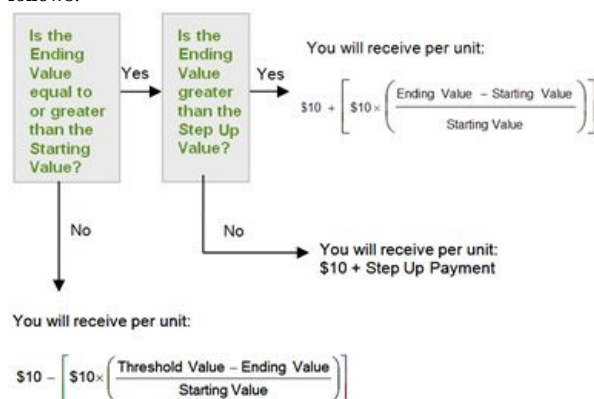 Is the
Ending
Value
equal to
or greater
than the
Starting
Value?
Yes
Is the
Ending
Value
greater
than the
Step Up
Value?
Yes
You will receive per unit:
$10 + [ $10 × ( Ending Value – Starting Value
Starting Value ) ]
No
No
You will receive per unit:
$10 + Step Up Payment
You will receive per unit:
$10 – [ $10× ( Threshold Value – Ending Value
Starting Value ) ]